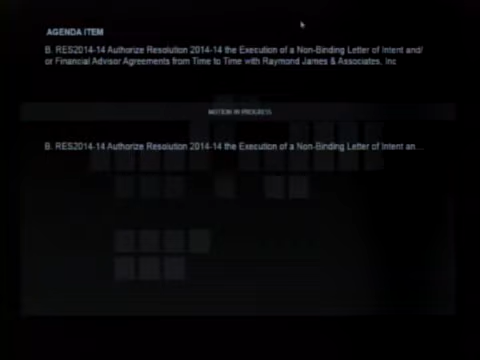 AGENDA ITEM
B. RES2014-14 Authorize Resolution 2014-14 the Execution of a Non-Binding Letter of Intent and/
or Financial Advisor Agreements from Time to Time with Raymond James & Associates, Inc
MOTION IN PROGRESS
B. RES2014-14 Authorize Resolution 2014-14 the Execution of a Non-Binding Letter of Intent an...